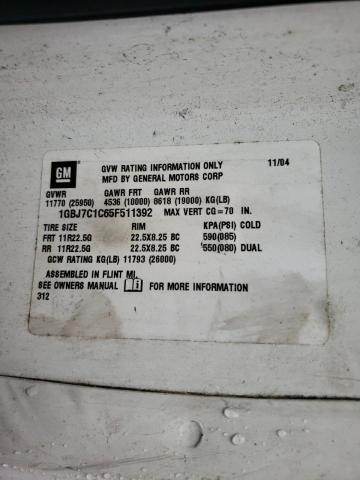 GM GVW RATING INFORMATION ONLY 11/04
MFD BY GENERAL MOTORS CORP
GVWR GAWR FRT GAWR RR
11770 (25950) 4536 (10000) 8618 (19000) KG(LB)
1GBJ7C1C65F511392 MAX VERT CG= 70 IN.
TIRE SIZE RIM KPA(PSI) COLD
FRT 11R22.5G 22.5X8.25 BC 590(085)
RR 11R22.5G 22.5X8.25 BC 550(080) DUAL
GCW RATING KG(LB) 11793 (26000)
ASSEMBLED IN FLINT MI.
SEE OWNERS MANUAL FOR MORE INFORMATION
312